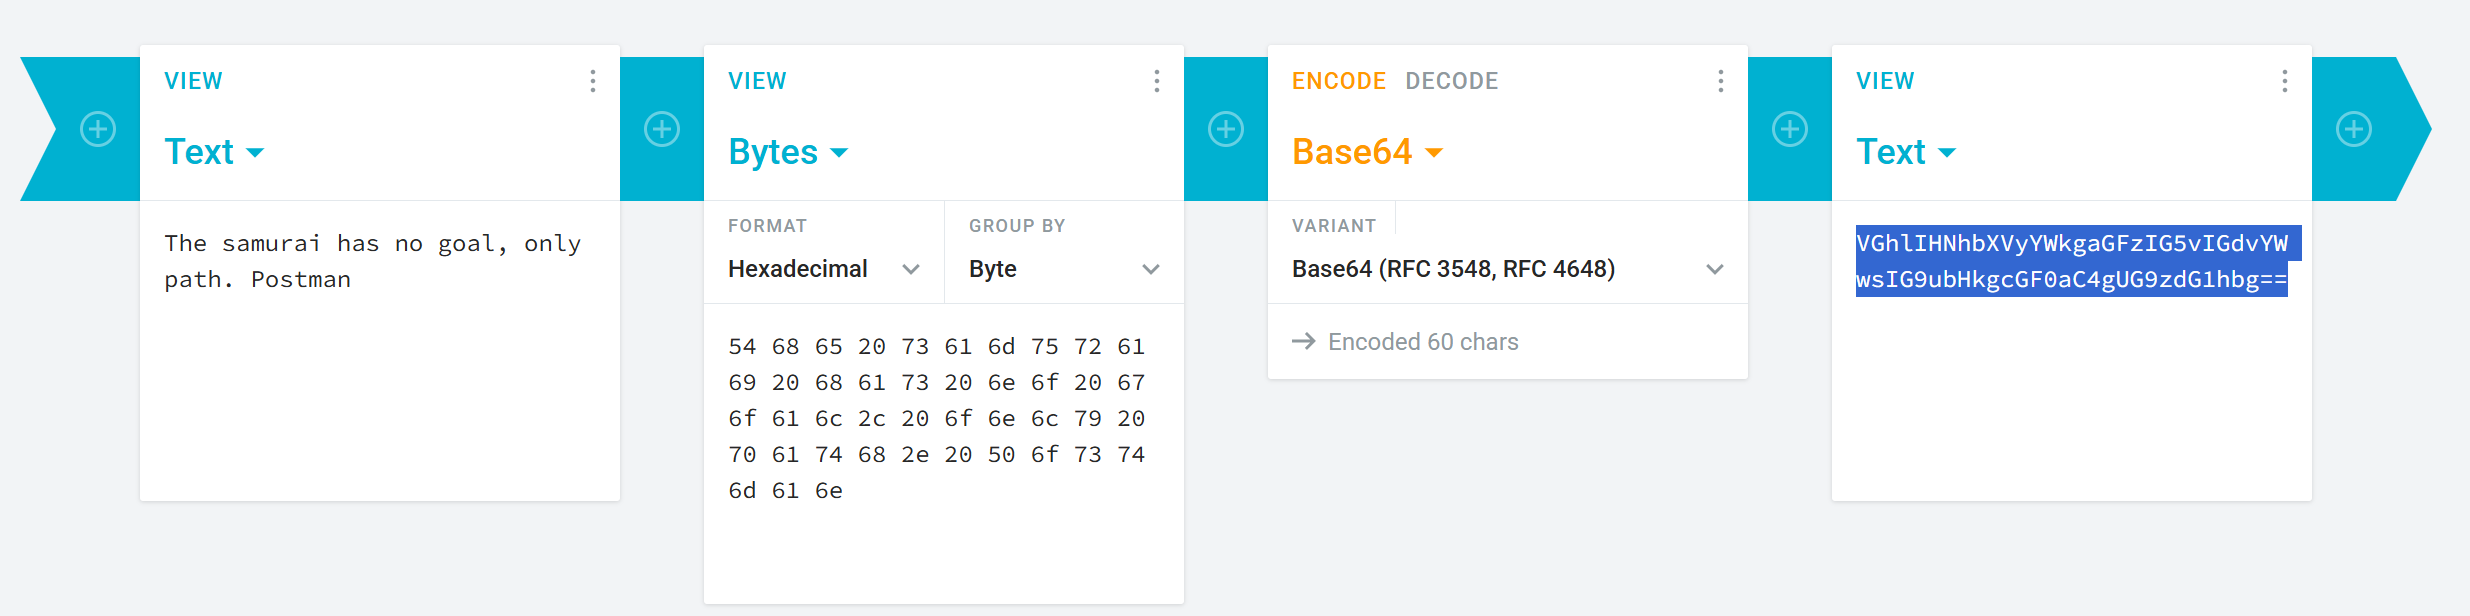 VIEW
Text
The samurai has no goal, only
path. Postman
VIEW
Bytes
FORMAT
Hexadecimal
GROUP BY
Byte
54 68 65 20 73 61 6d 75 72 61
69 20 68 61 73 20 6e 6f 20 67
6f 61 6c 2c 20 6f 6e 6c 79 20
70 61 74 68 2e 20 50 6f 73 74
6d 61 6e
ENCODE DECODE
Base64
VARIANT
Base64 (RFC 3548, RFC 4648)
→ Encoded 60 chars
VIEW
Text
VGhlIHNhbXVyYWkgaGFzIG5vIGdvYW
wsIG9ubHkgcGF0aC4gUG9zdG1hbg==